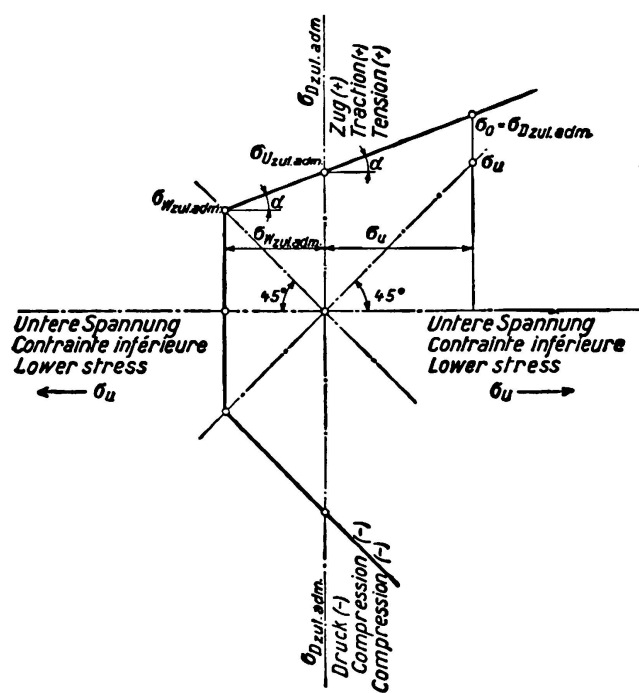 σDzul.adm
Zug (+)
Traction (+)
Tension (+)
σUzul.adm.
σo = σDzul.adm.
σu
α
α
σWzul.adm.
σWzul.adm.
σu
45°
45°
Untere Spannung
Contrainte inférieure
Lower stress
← σu
Untere Spannung
Contrainte inférieure
Lower stress
σu →
σDzul.adm.
Druck (-)
Compression (-)
Compression (-)